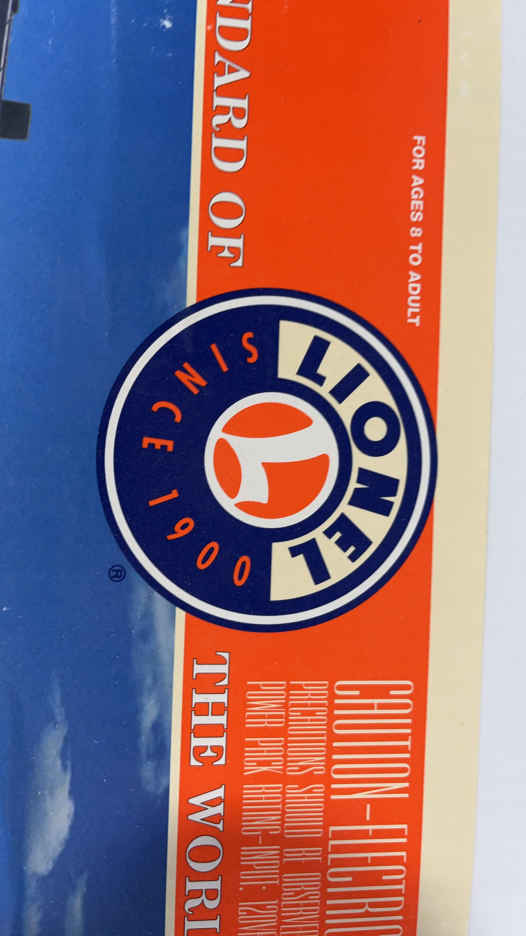 FOR AGES 8 TO ADULT
LIONEL
SINCE 1900
®
NDARD OF
THE WORL
CAUTION-ELECTRIC
PRECAUTIONS SHOULD BE OBSERVE
POWER PACK RATING-INPUT: 120V